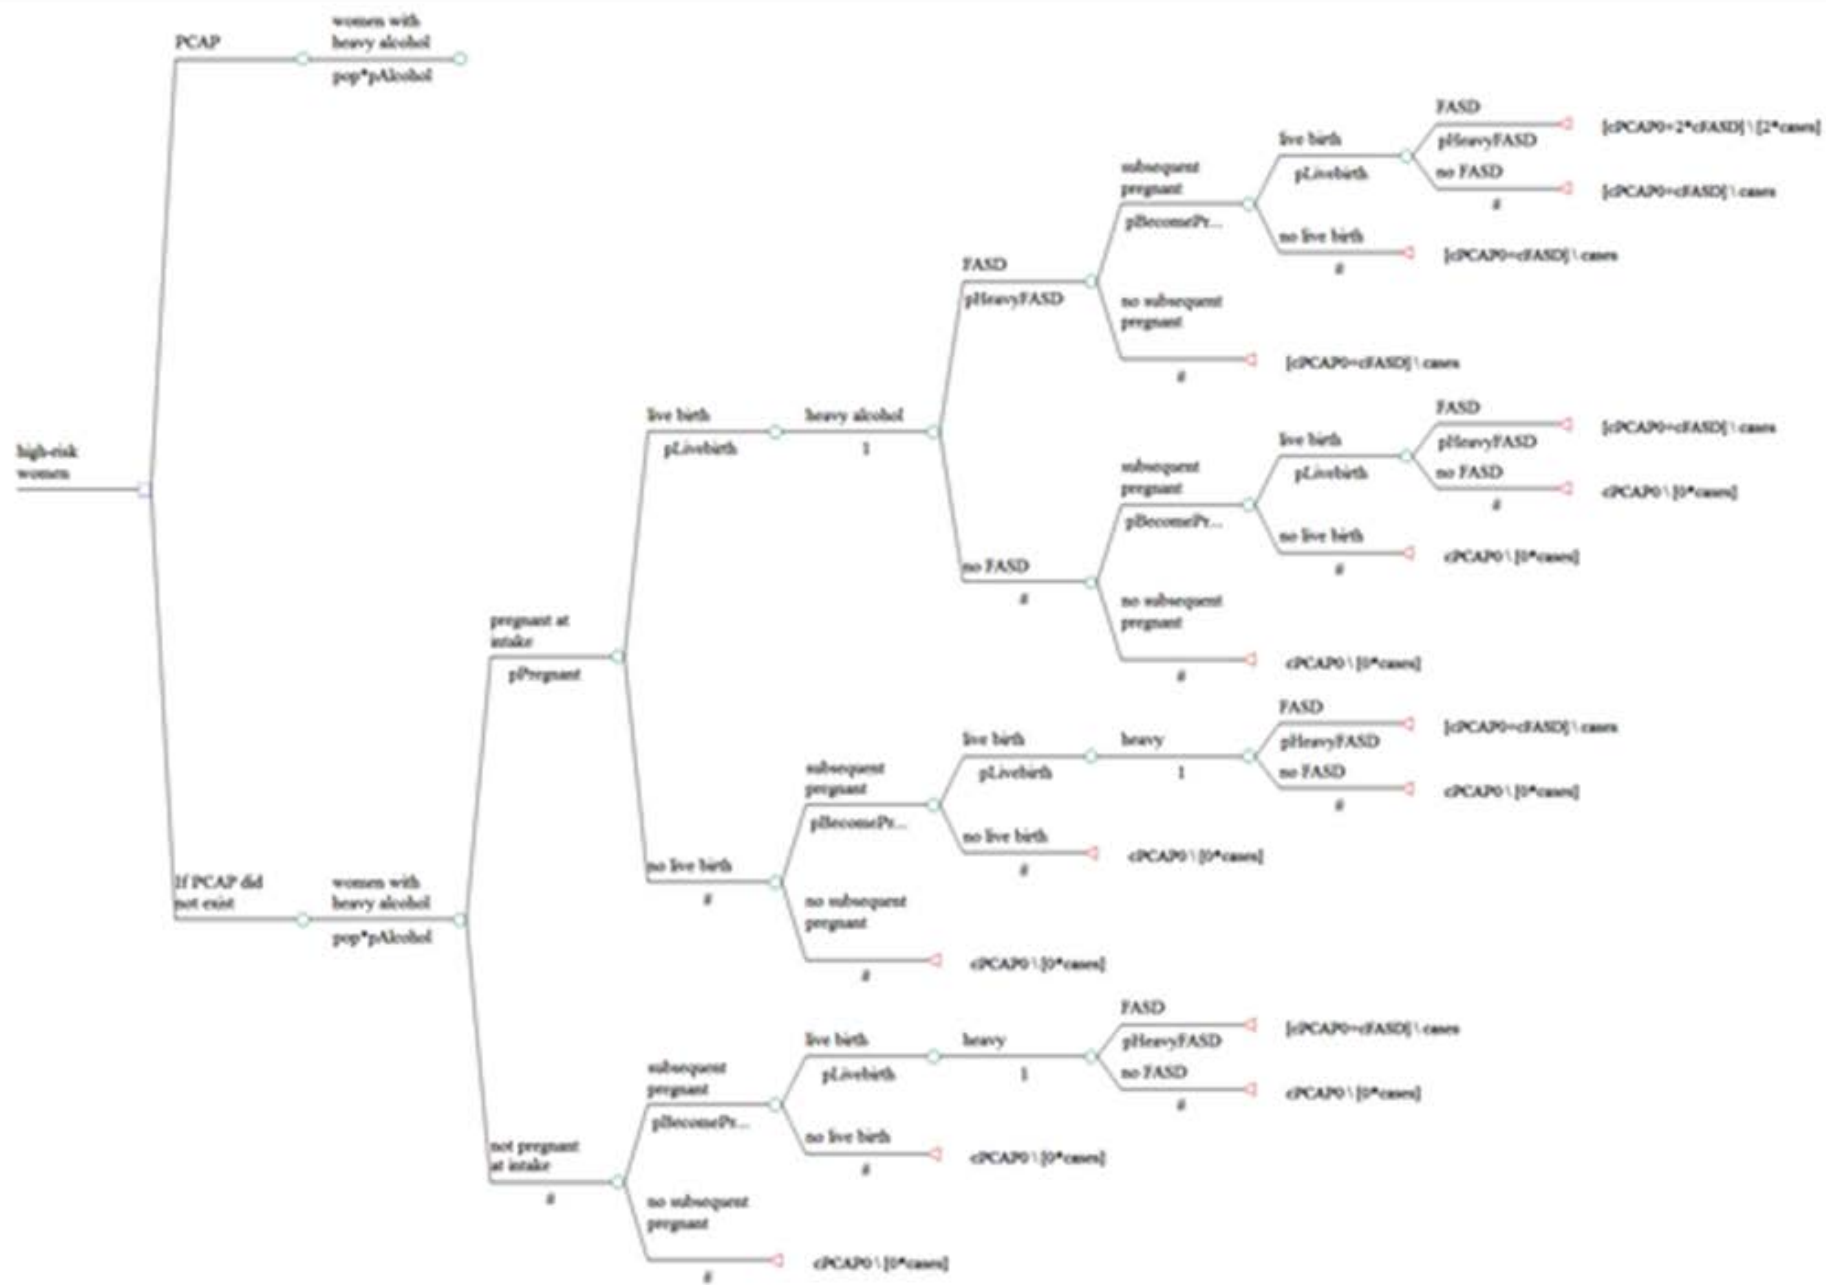 PCAP
women with
heavy alcohol
pop*pAlcohol
high-risk
women
If PCAP did
not exist
women with
heavy alcohol
pop*pAlcohol
pregnant at
intake
pPregnant
live birth
pLivebirth
heavy alcohol
1
FASD
pHeavyFASD
subsequent
pregnant
pBecomePr...
live birth
pLivebirth
FASD
pHeavyFASD
[cPCAP0+2*cFASD] \ [2*cases]
no FASD
#
[cPCAP0+cFASD] \ cases
no live birth
#
[cPCAP0+cFASD] \ cases
no subsequent
pregnant
#
[cPCAP0+cFASD] \ cases
no FASD
#
subsequent
pregnant
pBecomePr...
live birth
pLivebirth
FASD
pHeavyFASD
[cPCAP0+cFASD] \ cases
no FASD
#
cPCAP0 \ [0*cases]
no live birth
#
cPCAP0 \ [0*cases]
no subsequent
pregnant
#
cPCAP0 \ [0*cases]
no live birth
#
subsequent
pregnant
pBecomePr...
live birth
pLivebirth
heavy
1
FASD
pHeavyFASD
[cPCAP0+cFASD] \ cases
no FASD
#
cPCAP0 \ [0*cases]
no live birth
#
cPCAP0 \ [0*cases]
no subsequent
pregnant
#
cPCAP0 \ [0*cases]
not pregnant
at intake
#
subsequent
pregnant
pBecomePr...
live birth
pLivebirth
heavy
1
FASD
pHeavyFASD
[cPCAP0+cFASD] \ cases
no FASD
#
cPCAP0 \ [0*cases]
no live birth
#
cPCAP0 \ [0*cases]
no subsequent
pregnant
#
cPCAP0 \ [0*cases]